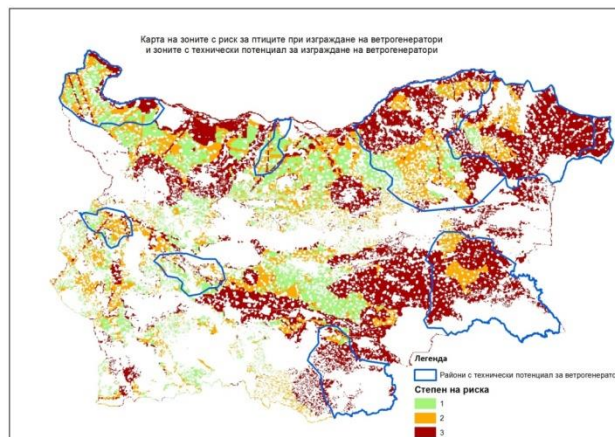 Карта на зоните с риск за птиците при изграждане на ветрогенератори
и зоните с технически потенциал за изграждане на ветрогенератори
Легенда
Райони с технически потенциал за ветрогенерато
Степен на риска
1
2
3